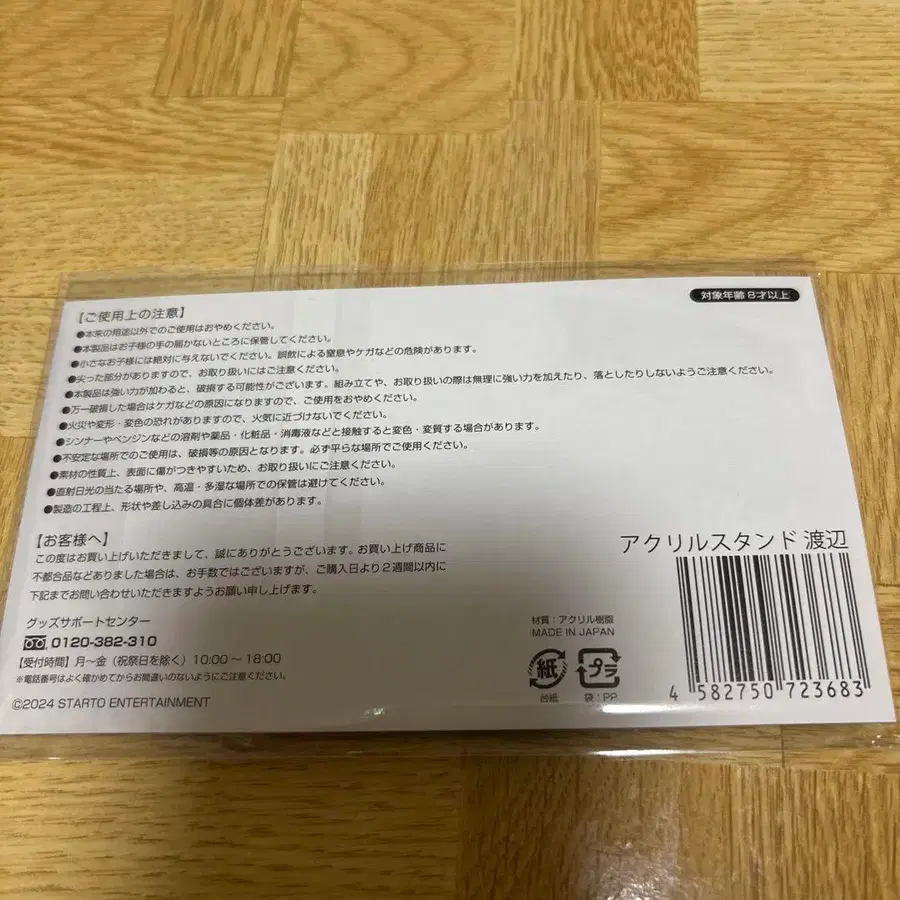 対象年齢 8才以上
【ご使用上の注意】
●本来の用途以外でのご使用はおやめください。
●本製品はお子様の手の届かないところに保管してください。
●小さなお子様には絶対に与えないでください。誤飲による窒息やケガなどの危険があります。
●尖った部分がありますので、お取り扱いにはご注意ください。
●本製品は強い力が加わると、破損する可能性がございます。組み立てや、お取り扱いの際は無理に強い力を加えたり、落としたりしないようご注意ください。
●万一破損した場合はケガなどの原因になりますので、ご使用をおやめください。
●火災や変形・変色の恐れがありますので、火気に近づけないでください。
●シンナーやベンジンなどの溶剤や薬品・化粧品・消毒液などと接触すると変色・変質する場合があります。
●不安定な場所でのご使用は、破損等の原因となります。必ず平らな場所でご使用ください。
●素材の性質上、表面に傷がつきやすいため、お取り扱いにご注意ください。
●直射日光の当たる場所や、高温・多湿な場所での保管は避けてください。
●製造の工程上、形状や差し込みの具合に個体差があります。
【お客様へ】
この度はお買い上げいただきまして、誠にありがとうございます。お買い上げ商品に
不都合品などありました場合は、お手数ではございますが、ご購入日より2週間以内に
下記までお問い合わせいただきますようお願い申し上げます。
グッズサポートセンター
0120-382-310
【受付時間】月〜金（祝祭日を除く）10:00〜18:00
※電話番号はよく確かめてからお間違いのないようにご注意ください。
©2024 STARTO ENTERTAINMENT
材質：アクリル樹脂
MADE IN JAPAN
紙
台紙
プラ
袋：PP
アクリルスタンド 渡辺
4 582750 723683